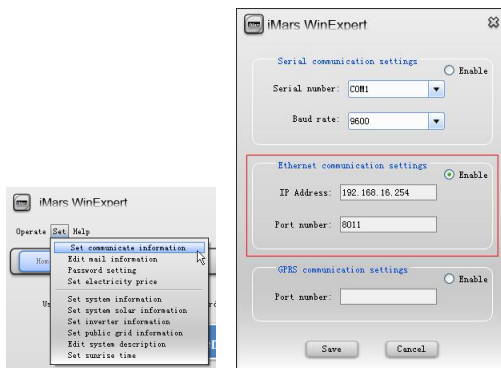 iMars WinExpert
Operate Set Help
Set communicate information
Edit mail information
Password setting
Set electricity price
Set system information
Set system solar information
Set inverter information
Set public grid information
Edit system description
Set sunrise time
iMars WinExpert
Serial communication settings
Enable
Serial number: COM1
Baud rate: 9600
Ethernet communication settings
Enable
IP Address: 192.168.16.254
Port number: 8011
GPRS communication settings
Enable
Port number:
Save Cancel